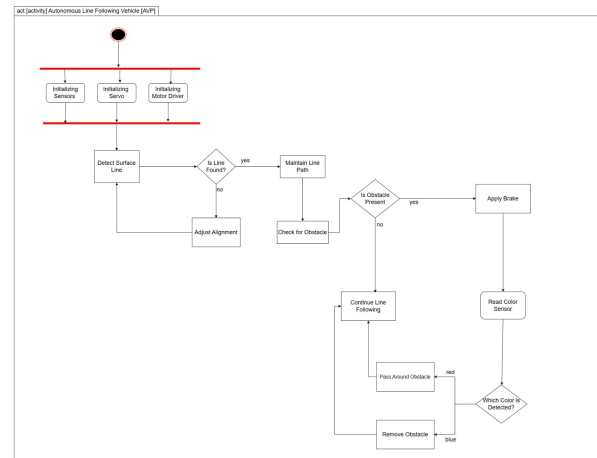 act [activity] Autonomous Line Following Vehicle [AVP]
Initializing
Sensors
Initializing
Servo
Initializing
Motor Driver
Detect Surface
Line
Is Line
Found?
yes
no
Adjust Alignment
Maintain Line
Path
Check for Obstacle
Is Obstacle
Present
yes
no
Apply Brake
Read Color
Sensor
Which Color is
Detected?
red
blue
Pass Around Obstacle
Remove Obstacle
Continue Line
Following